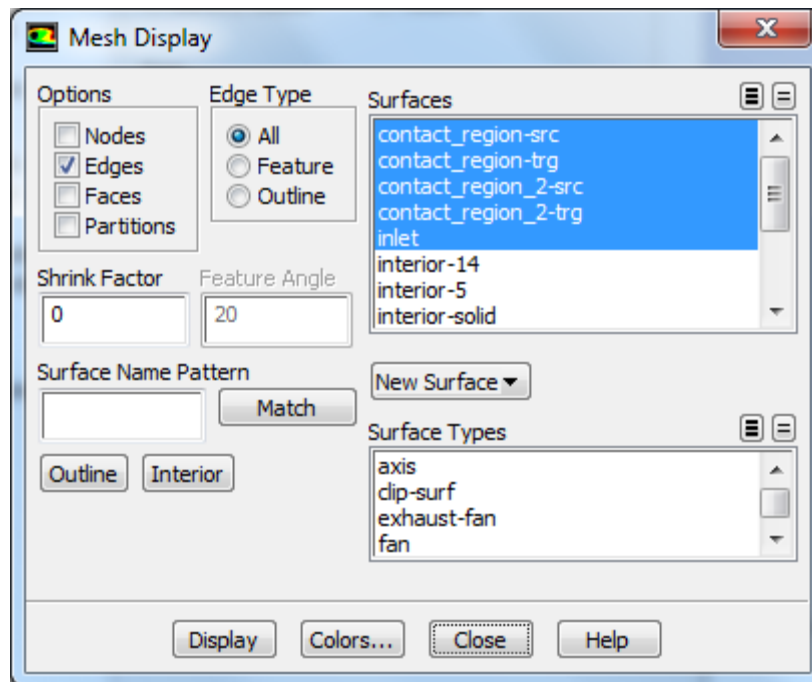 Mesh Display
Options
Nodes
Edges
Faces
Partitions
Edge Type
All
Feature
Outline
Shrink Factor
0
Feature Angle
20
Surface Name Pattern
Match
Outline Interior
Surfaces
contact_region-src
contact_region-trg
contact_region_2-src
contact_region_2-trg
inlet
interior-14
interior-5
interior-solid
New Surface
Surface Types
axis
clip-surf
exhaust-fan
fan
Display Colors... Close Help